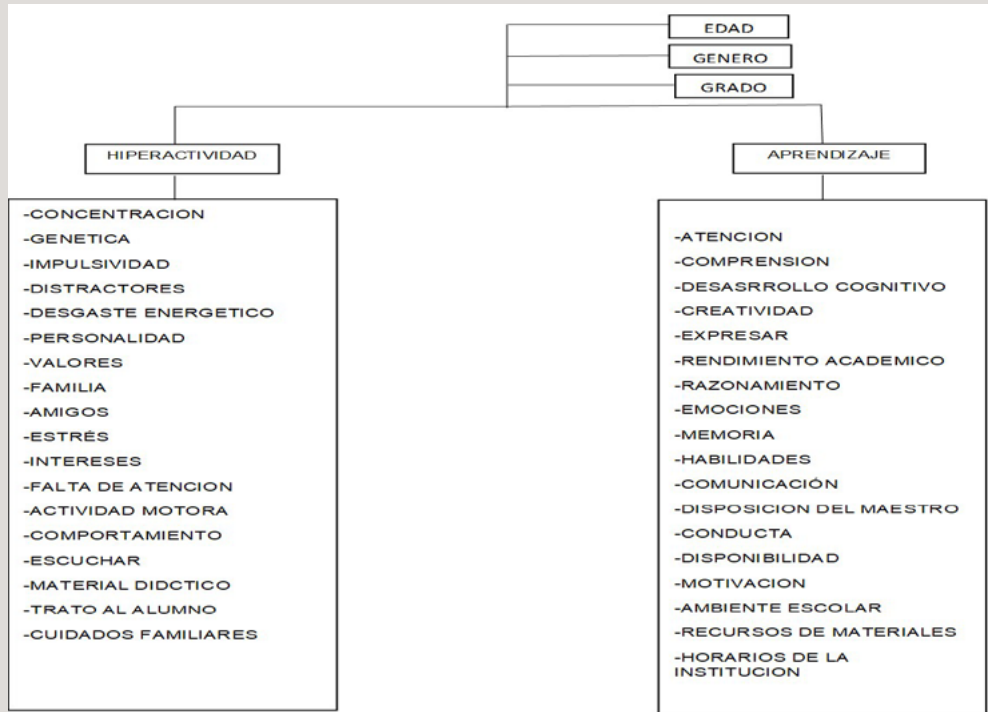 EDAD
GENERO
GRADO
HIPERACTIVIDAD
-CONCENTRACION
-GENETICA
-IMPULSIVIDAD
-DISTRACTORES
-DESGASTE ENERGETICO
-PERSONALIDAD
-VALORES
-FAMILIA
-AMIGOS
-ESTRÉS
-INTERESES
-FALTA DE ATENCION
-ACTIVIDAD MOTORA
-COMPORTAMIENTO
-ESCUCHAR
-MATERIAL DIDCTICO
-TRATO AL ALUMNO
-CUIDADOS FAMILIARES
APRENDIZAJE
-ATENCION
-COMPRENSION
-DESASRROLLO COGNITIVO
-CREATIVIDAD
-EXPRESAR
-RENDIMIENTO ACADEMICO
-RAZONAMIENTO
-EMOCIONES
-MEMORIA
-HABILIDADES
-COMUNICACIÓN
-DISPOSICION DEL MAESTRO
-CONDUCTA
-DISPONIBILIDAD
-MOTIVACION
-AMBIENTE ESCOLAR
-RECURSOS DE MATERIALES
-HORARIOS DE LA
INSTITUCION